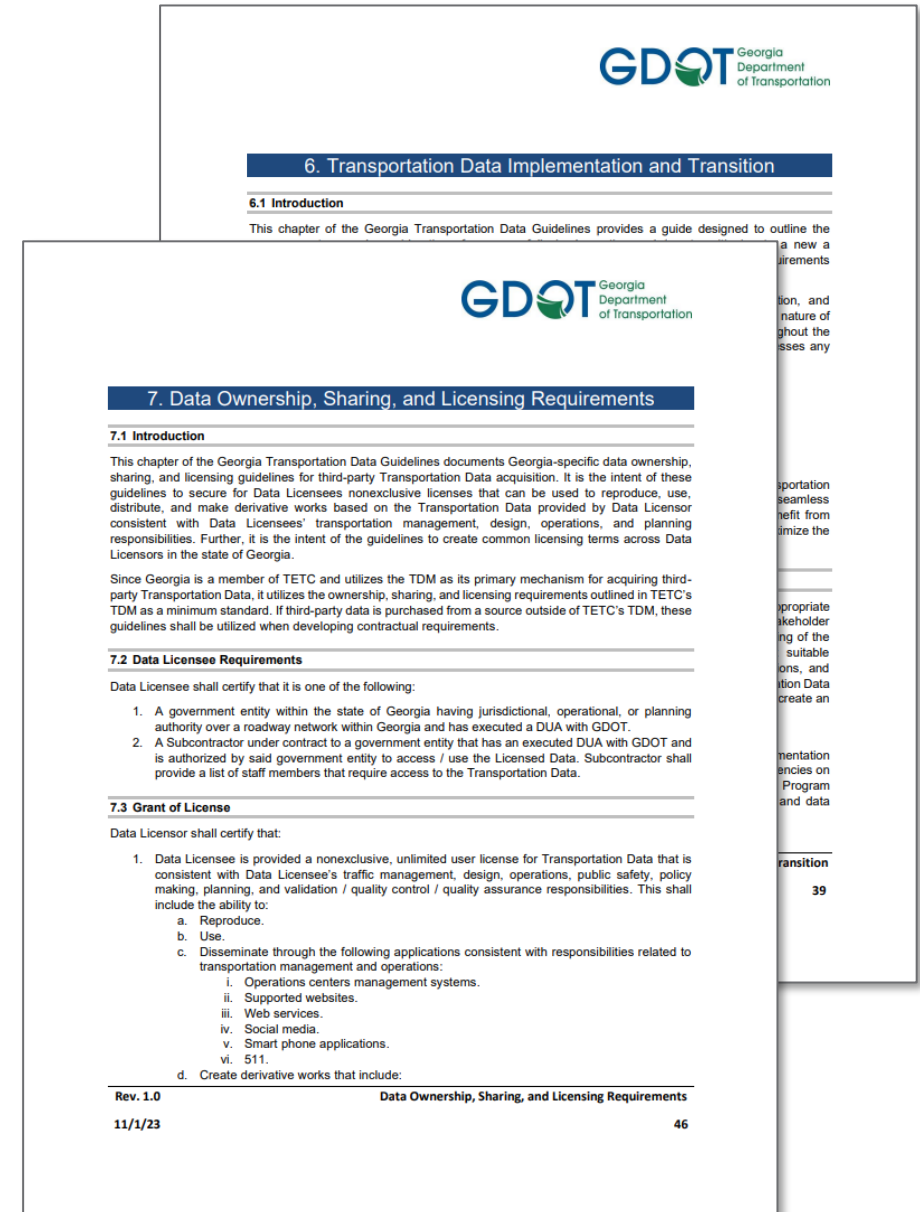 GDOT Georgia
Department
of Transportation
6. Transportation Data Implementation and Transition
6.1 Introduction
This chapter of the Georgia Transportation Data Guidelines provides a guide designed to outline the
a new a
tion, and
nature of
ghout the
sses any
seamless
nefit from
timize the
akeholder
ing of the
suitable
ons, and
tion Data
create an
mentation
encies on
Program
and data
ransition
39
GDOT Georgia
Department
of Transportation
7. Data Ownership, Sharing, and Licensing Requirements
7.1 Introduction
This chapter of the Georgia Transportation Data Guidelines documents Georgia-specific data ownership,
sharing, and licensing guidelines for third-party Transportation Data acquisition. It is the intent of these
guidelines to secure for Data Licensees nonexclusive licenses that can be used to reproduce, use,
distribute, and make derivative works based on the Transportation Data provided by Data Licensor
consistent with Data Licensees' transportation management, design, operations, and planning
responsibilities. Further, it is the intent of the guidelines to create common licensing terms across Data
Licensors in the state of Georgia.
Since Georgia is a member of TETC and utilizes the TDM as its primary mechanism for acquiring third-
party Transportation Data, it utilizes the ownership, sharing, and licensing requirements outlined in TETC's
TDM as a minimum standard. If third-party data is purchased from a source outside of TETC's TDM, these
guidelines shall be utilized when developing contractual requirements.
7.2 Data Licensee Requirements
Data Licensee shall certify that it is one of the following:
1. A government entity within the state of Georgia having jurisdictional, operational, or planning
authority over a roadway network within Georgia and has executed a DUA with GDOT.
2. A Subcontractor under contract to a government entity that has an executed DUA with GDOT and
is authorized by said government entity to access / use the Licensed Data. Subcontractor shall
provide a list of staff members that require access to the Transportation Data.
7.3 Grant of License
Data Licensor shall certify that:
1. Data Licensee is provided a nonexclusive, unlimited user license for Transportation Data that is
consistent with Data Licensee's traffic management, design, operations, public safety, policy
making, planning, and validation / quality control / quality assurance responsibilities. This shall
include the ability to:
a. Reproduce.
b. Use.
c. Disseminate through the following applications consistent with responsibilities related to
transportation management and operations:
i. Operations centers management systems.
ii. Supported websites.
iii. Web services.
iv. Social media.
v. Smart phone applications.
vi. 511.
d. Create derivative works that include:
Rev. 1.0 Data Ownership, Sharing, and Licensing Requirements
11/1/23 46